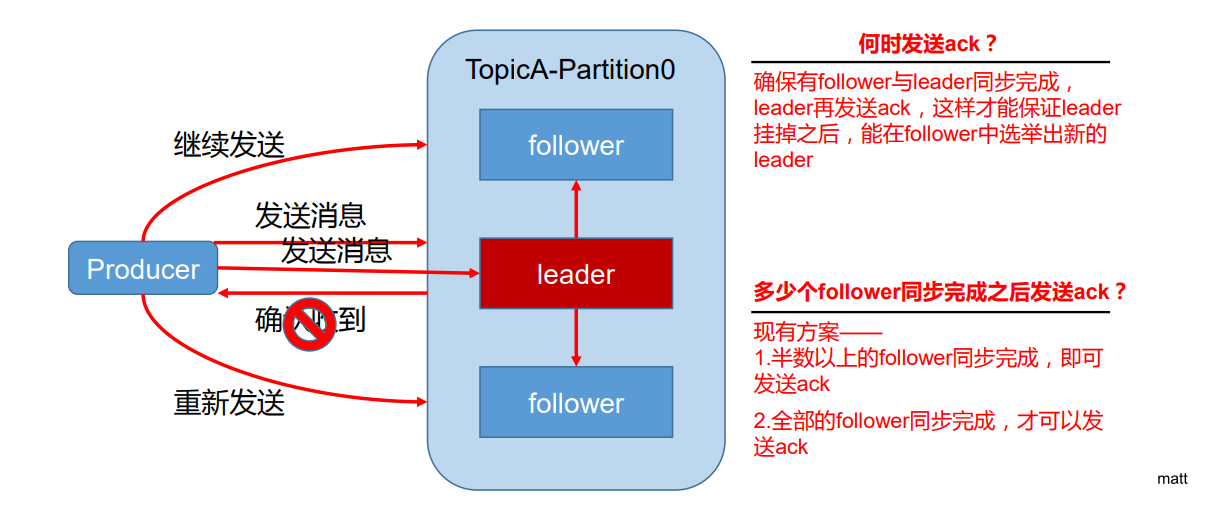 TopicA-Partition0
follower
继续发送
发送消息
发送消息
Producer
leader
确认收到
重新发送
follower
何时发送ack？
确保有follower与leader同步完成，
leader再发送ack，这样才能保证leader
挂掉之后，能在follower中选举出新的
leader
多少个follower同步完成之后发送ack？
现有方案——
1.半数以上的follower同步完成，即可
发送ack
2.全部的follower同步完成，才可以发
送ack
matt